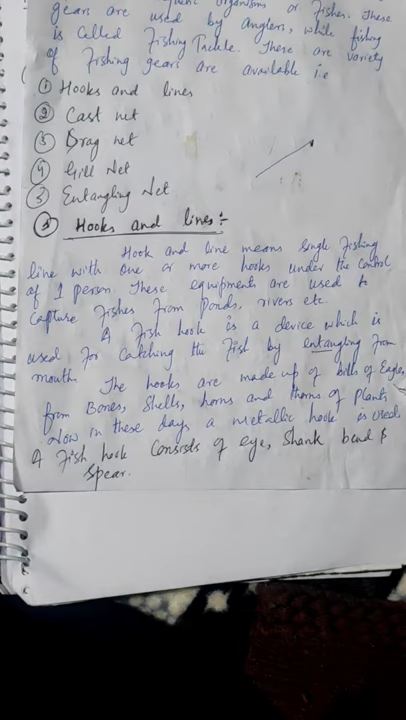 organisms or Fishes. These
gears are used by anglers, while fishing
is called Fishing Tackle. These are variety
of Fishing gears are available i.e
① Hooks and lines
② Cast net
③ Drag net
④ Gill Net
⑤ Entangling Net
Hooks and lines:-
Hook and line means single Fishing
line with one or more hooks under the control
of 1 person. These equipments are used to
capture Fishes From ponds, rivers etc.
A Fish hook is a device which is
used For catching the Fish by entangling From
mouth.
The hooks are made up of bills of Eagles,
From Bones, Shells, horns and thorns of plants
Now in these days a metallic hook is used.
A Fish hook Consists of eye, Shank bend &
Spear.